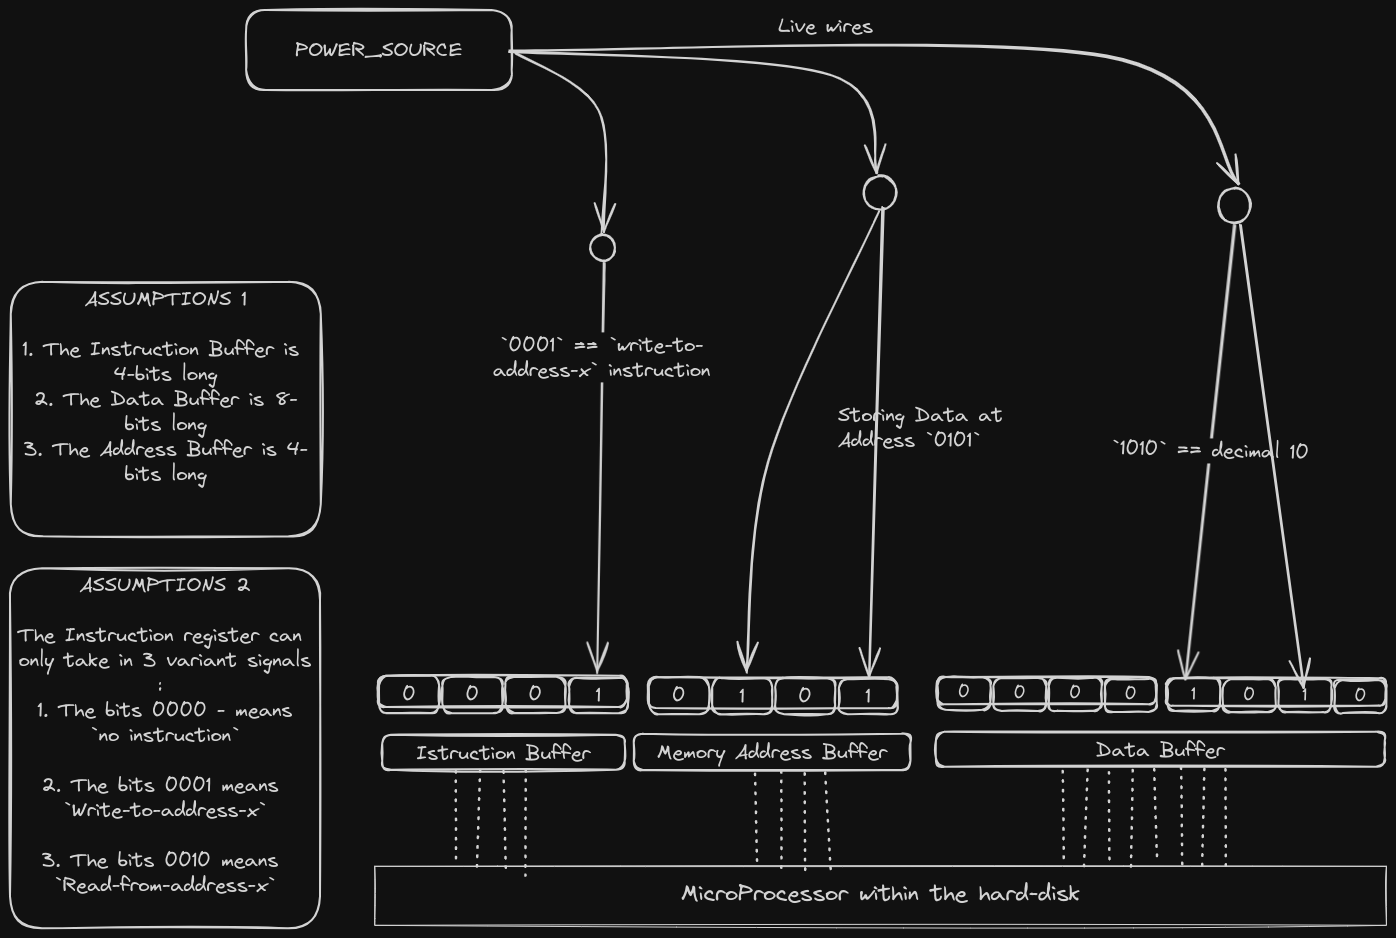 POWER_SOURCE
Live wires
ASSUMPTIONS 1
1. The Instruction Buffer is
4-bits long
2. The Data Buffer is 8-
bits long
3. The Address Buffer is 4-
bits long
`0001` == `write-to-
address-x` instruction
Storing Data at
Address `0101`
`1010` == decimal 10
ASSUMPTIONS 2
The Instruction register can
only take in 3 variant signals
:
1. The bits 0000 - means
`no instruction`
2. The bits 0001 means
`Write-to-address-x`
3. The bits 0010 means
`Read-from-address-x`
0 0 0 1
0 1 0 1
0 0 0 0 1 0 1 0
Istruction Buffer
Memory Address Buffer
Data Buffer
MicroProcessor within the hard-disk